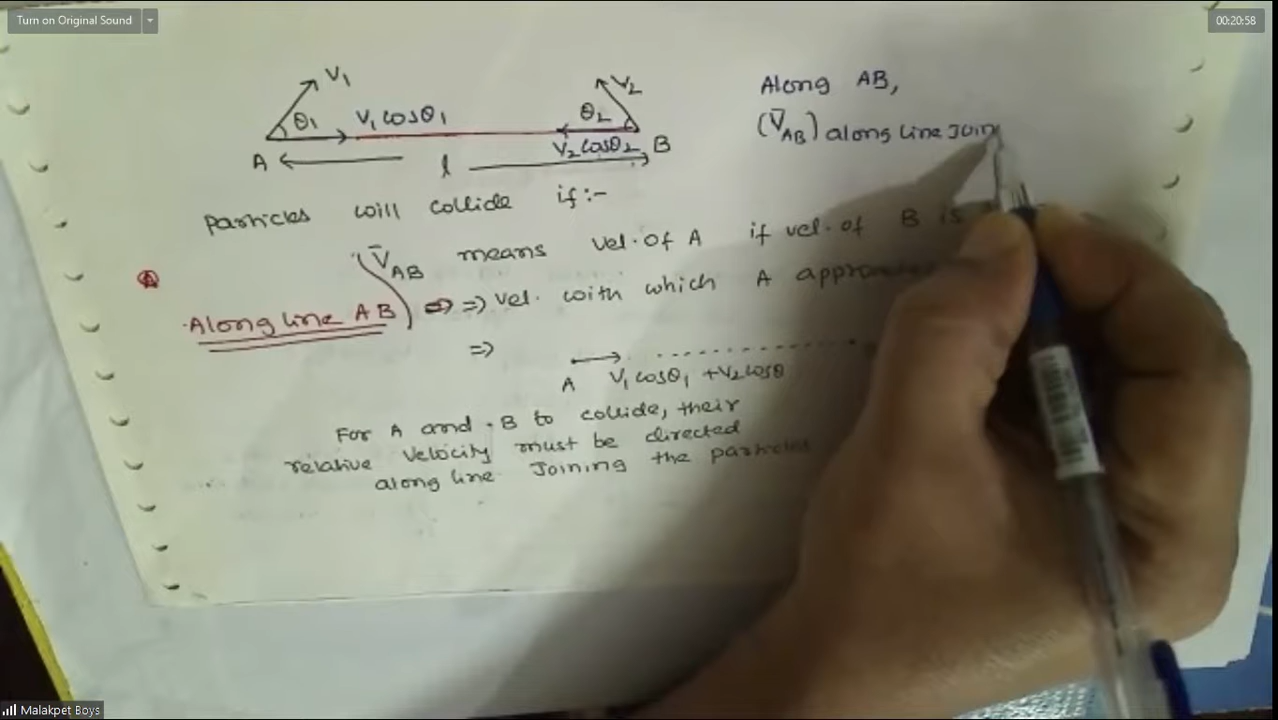 Turn on Original Sound
00:20:58
V1
θ1
V1 cosθ1
V2
θ2
V2 cosθ2
A
l
B
Along AB,
(V̄AB) along line Join
Particles will collide if:-
V̄AB means vel. of A if vel. of B is
Along line AB) => vel. with which A
=>
A V1 cosθ1 + V2 cosθ
For A and B to collide, their
relative velocity must be directed
along line Joining the particles
Malakpet Boys